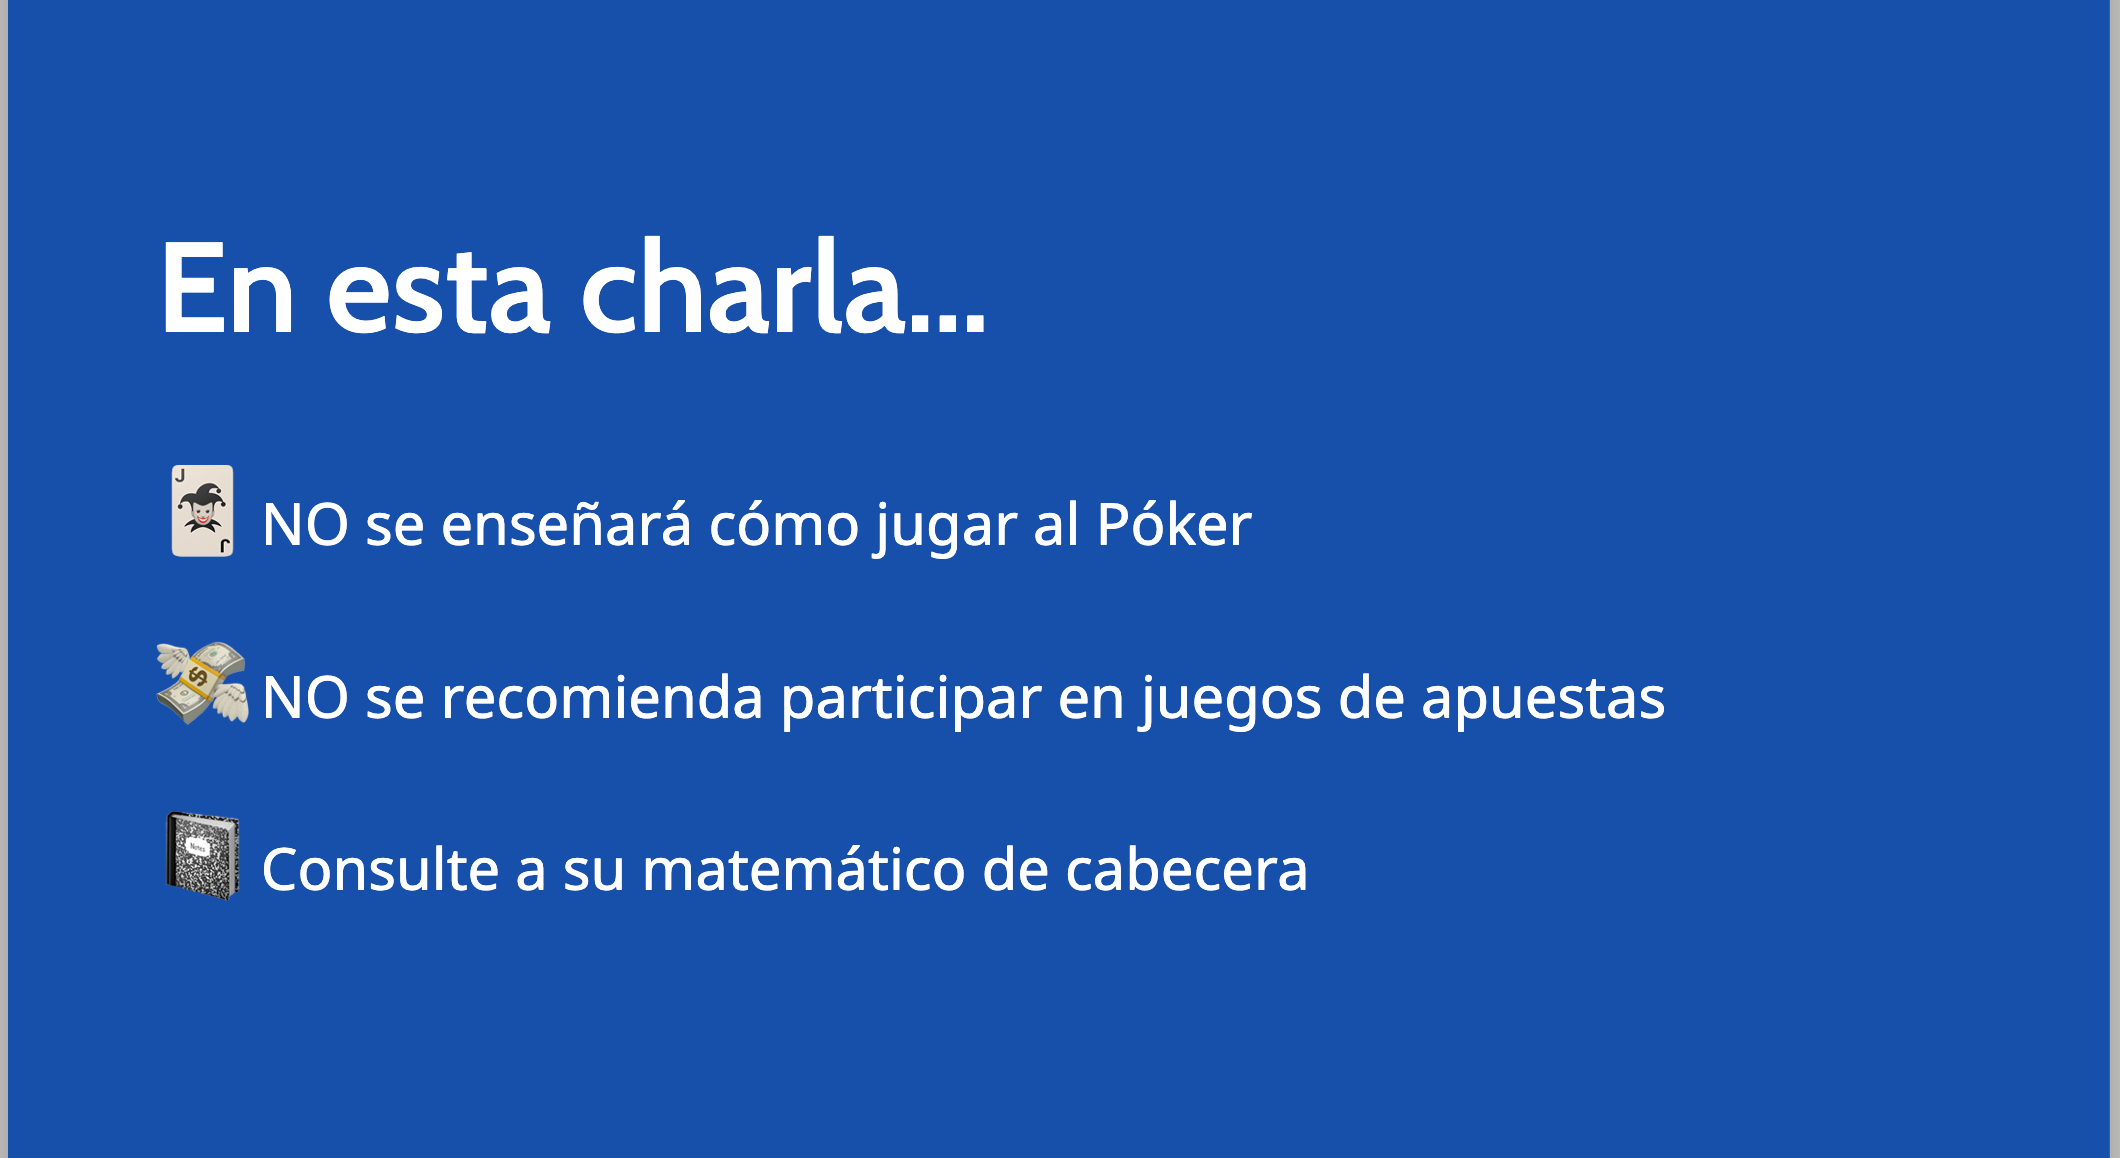 En esta charla...
NO se enseñará cómo jugar al Póker
NO se recomienda participar en juegos de apuestas
Consulte a su matemático de cabecera
J
J
$
Notes